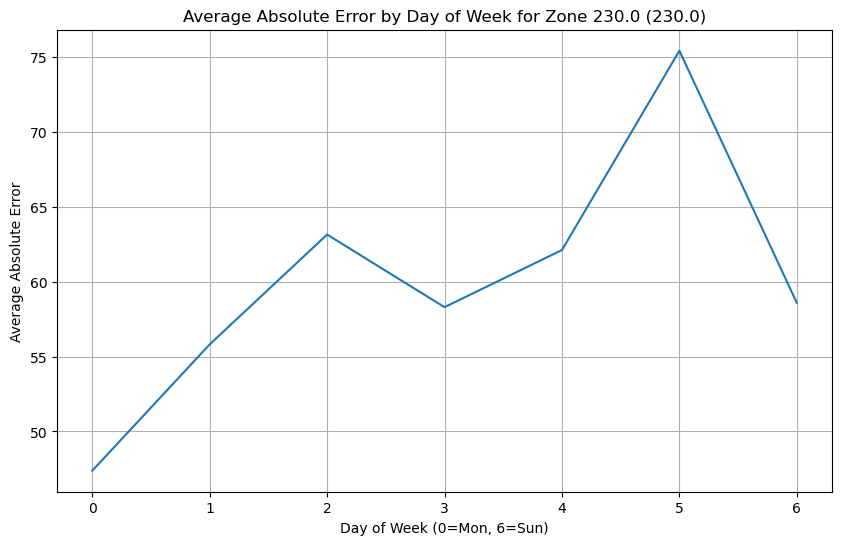 Average Absolute Error by Day of Week for Zone 230.0 (230.0)
75
70
65
60
55
50
Average Absolute Error
0 1 2 3 4 5 6
Day of Week (0=Mon, 6=Sun)